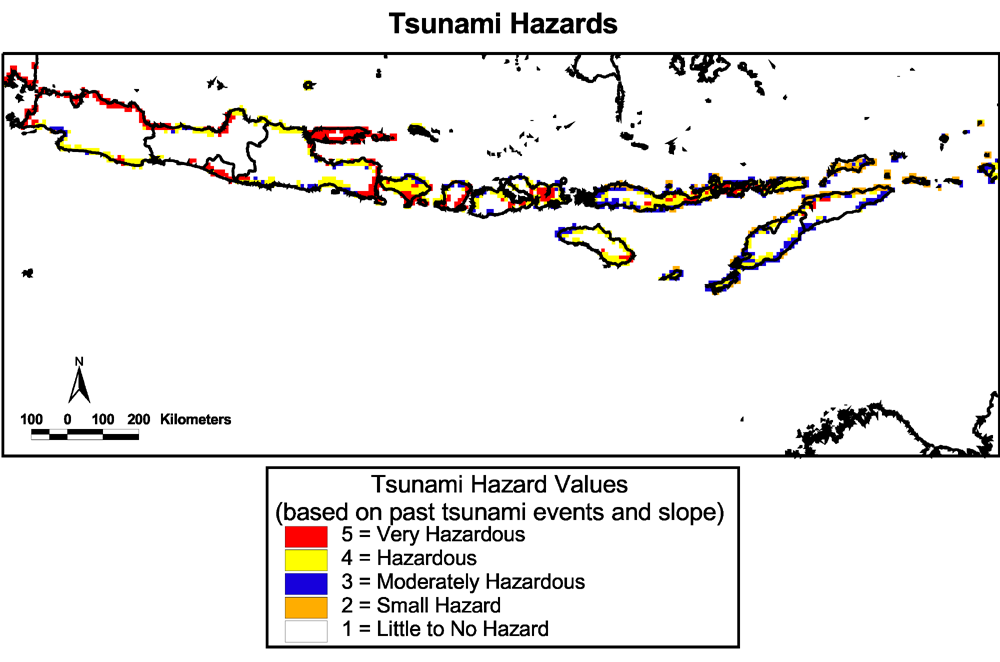 Tsunami Hazards
N
100 0 100 200 Kilometers
Tsunami Hazard Values
(based on past tsunami events and slope)
5 = Very Hazardous
4 = Hazardous
3 = Moderately Hazardous
2 = Small Hazard
1 = Little to No Hazard